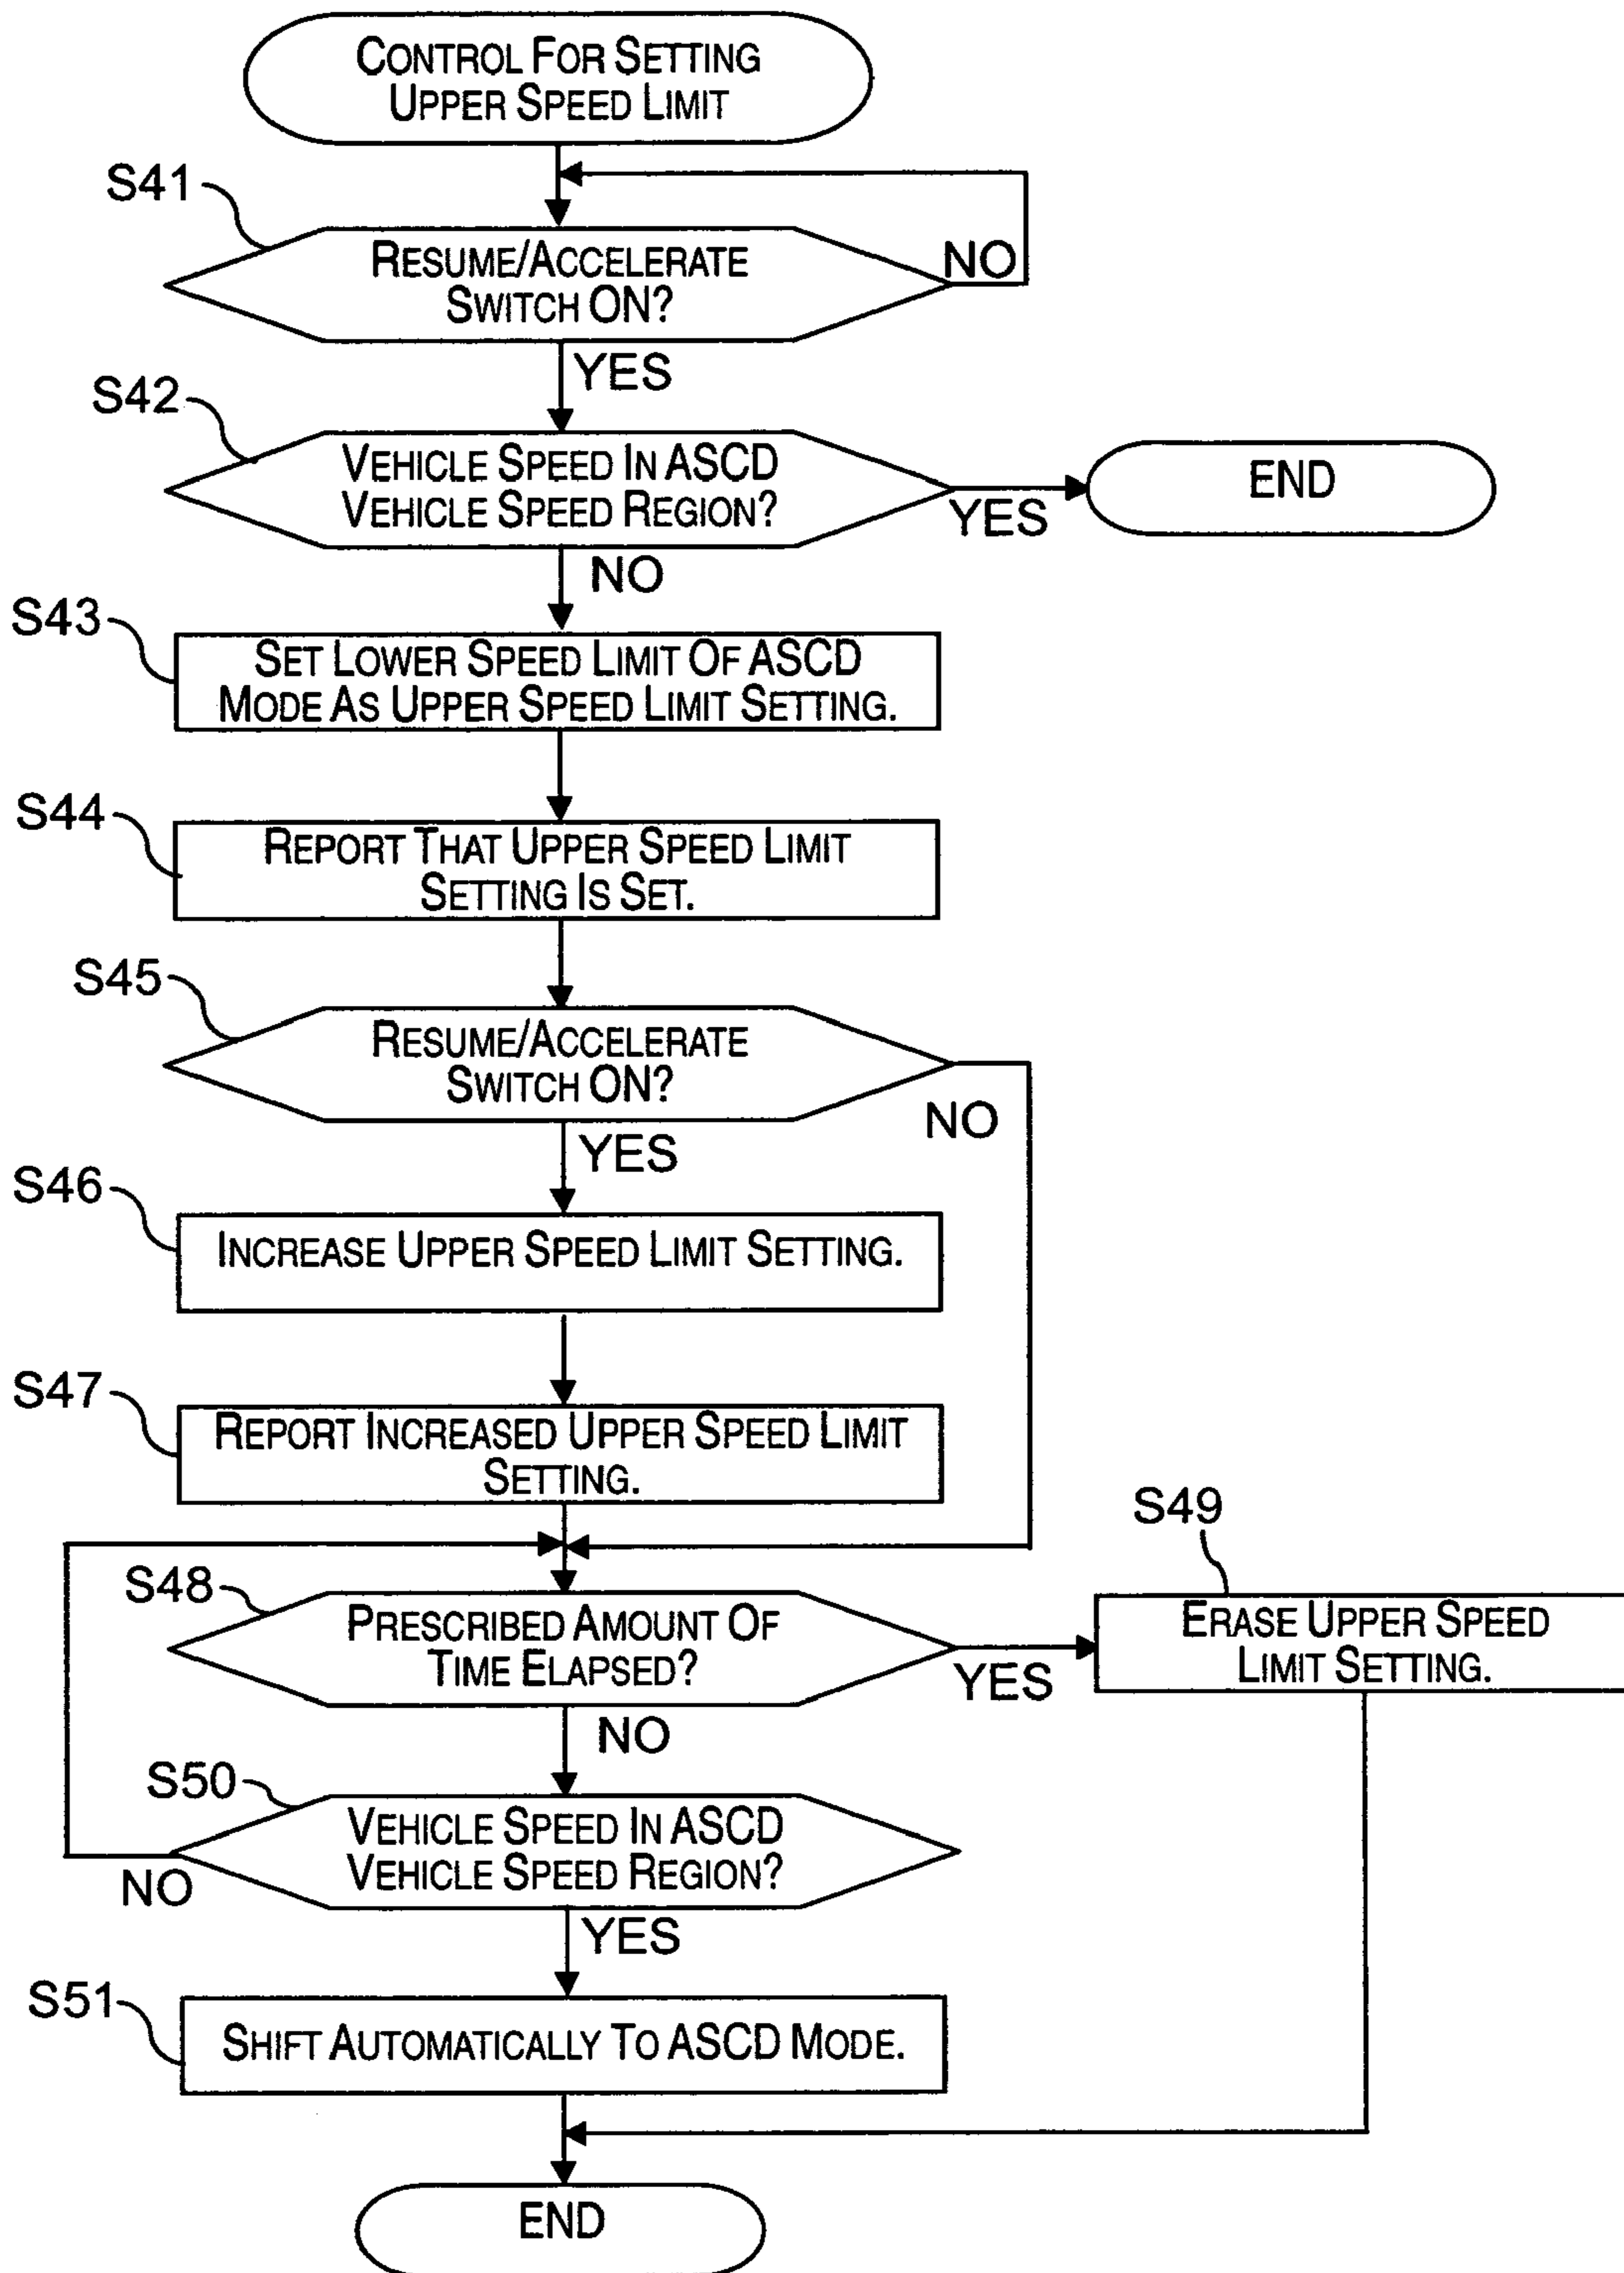 CONTROL FOR SETTING
UPPER SPEED LIMIT
S41
RESUME/ACCELERATE
SWITCH ON?
NO
YES
S42
VEHICLE SPEED IN ASCD
VEHICLE SPEED REGION?
YES
END
NO
S43
SET LOWER SPEED LIMIT OF ASCD
MODE AS UPPER SPEED LIMIT SETTING.
S44
REPORT THAT UPPER SPEED LIMIT
SETTING IS SET.
S45
RESUME/ACCELERATE
SWITCH ON?
NO
YES
S46
INCREASE UPPER SPEED LIMIT SETTING.
S47
REPORT INCREASED UPPER SPEED LIMIT
SETTING.
S48
PRESCRIBED AMOUNT OF
TIME ELAPSED?
YES
S49
ERASE UPPER SPEED
LIMIT SETTING.
NO
S50
VEHICLE SPEED IN ASCD
VEHICLE SPEED REGION?
NO
YES
S51
SHIFT AUTOMATICALLY TO ASCD MODE.
END